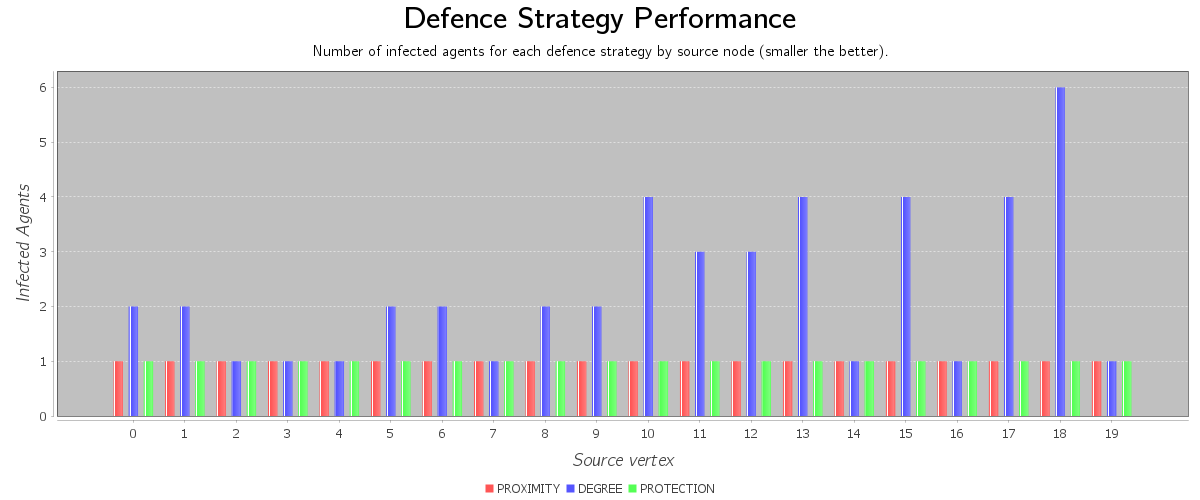 Defence Strategy Performance
Number of infected agents for each defence strategy by source node (smaller the better).
6
5
4
3
2
1
0
Infected Agents
0 1 2 3 4 5 6 7 8 9 10 11 12 13 14 15 16 17 18 19
Source vertex
PROXIMITY DEGREE PROTECTION